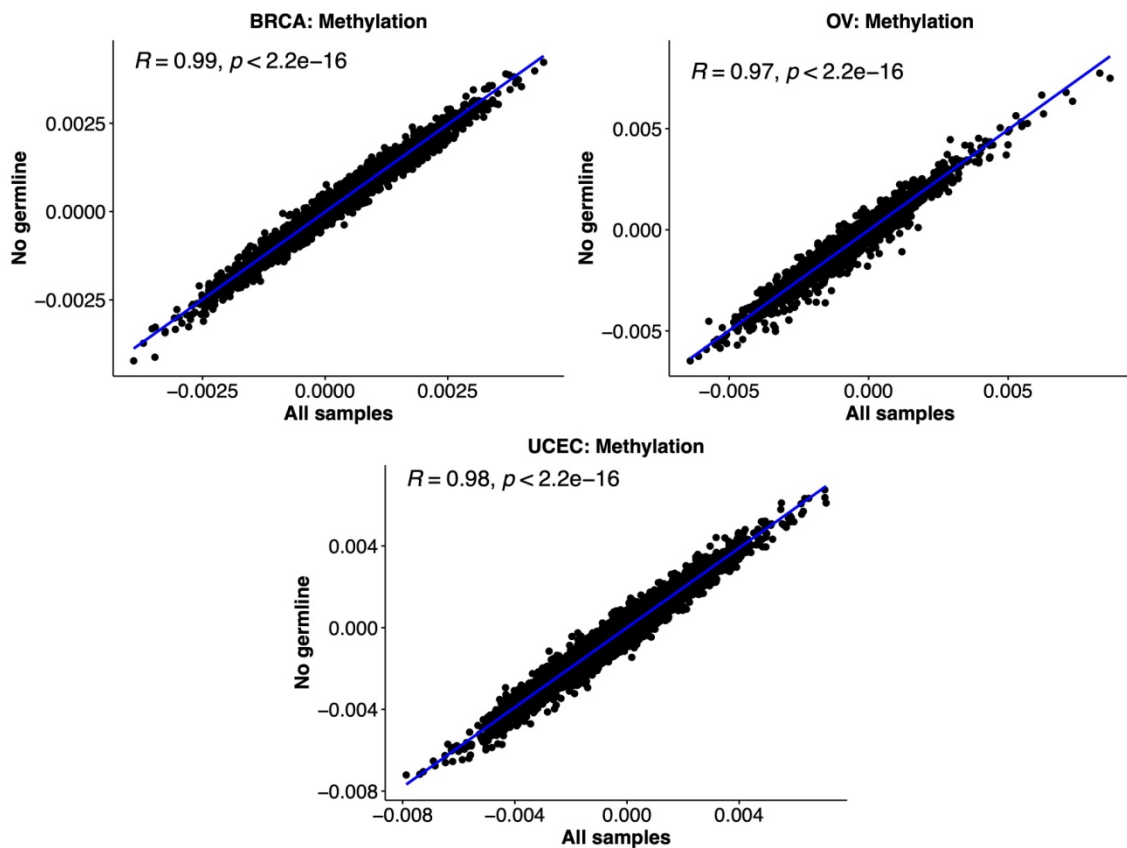 BRCA: Methylation
R = 0.99, p < 2.2e−16
0.0025
0.0000
−0.0025
No germline
−0.0025
0.0000
0.0025
All samples
OV: Methylation
R = 0.97, p < 2.2e−16
0.005
0.000
−0.005
No germline
−0.005
0.000
0.005
All samples
UCEC: Methylation
R = 0.98, p < 2.2e−16
0.004
0.000
−0.004
−0.008
No germline
−0.008
−0.004
0.000
0.004
All samples